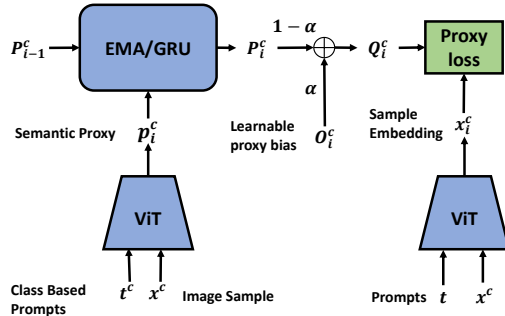 P_{i-1}^c
EMA/GRU
P_i^c
1 − α
Q_i^c
Proxy
loss
α
Semantic Proxy
p_i^c
Learnable
proxy bias
O_i^c
Sample
Embedding
x_i^c
ViT
ViT
Class Based
Prompts
t^c
x^c
Image Sample
Prompts
t
x^c